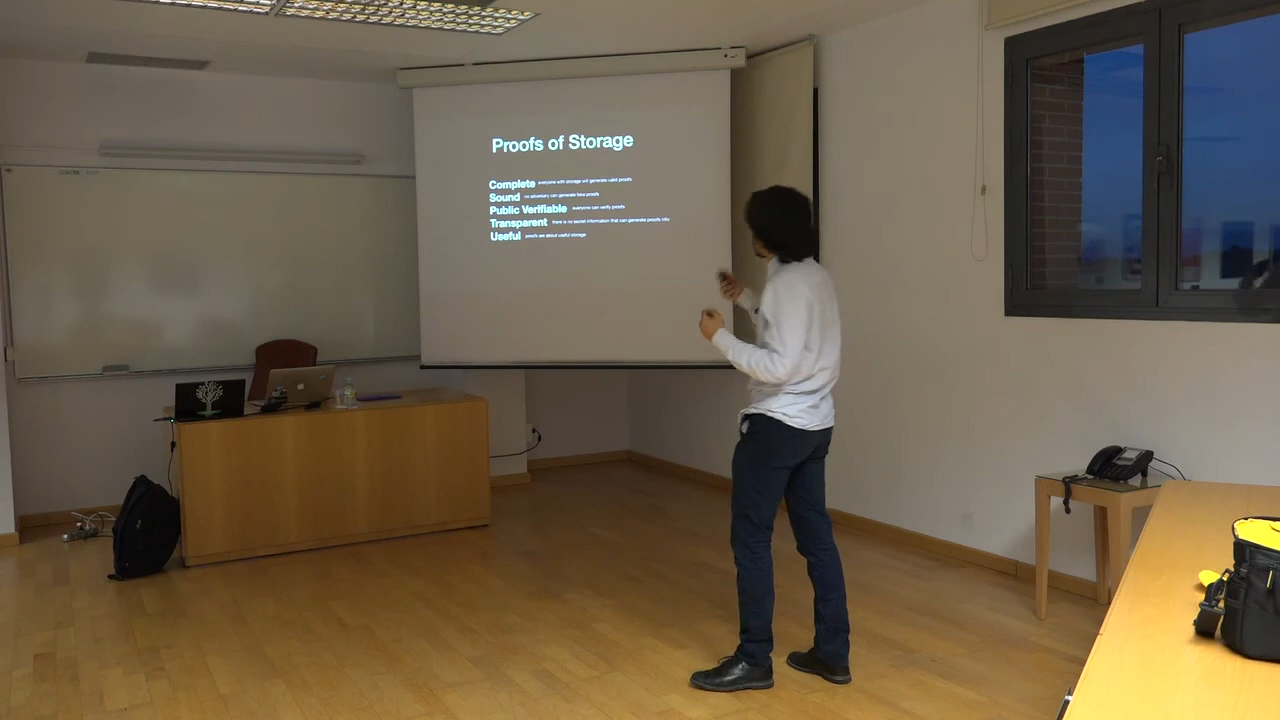 Proofs of Storage
Complete everyone with storage will generate valid proofs
Sound no adversary can generate fake proofs
Public Verifiable everyone can verify proofs
Transparent there is no secret information that can generate proofs info
Useful proofs are about useful storage